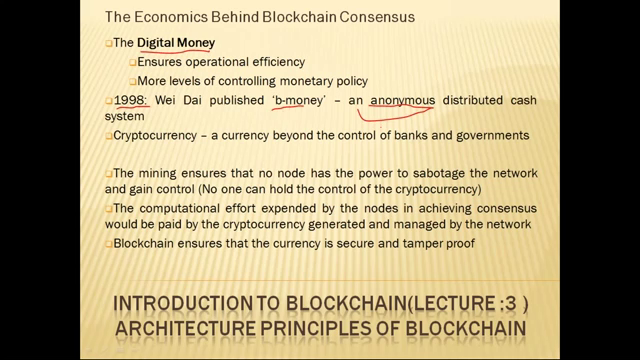 The Economics Behind Blockchain Consensus
The Digital Money
Ensures operational efficiency
More levels of controlling monetary policy
1998: Wei Dai published 'b-money' – an anonymous distributed cash
system
Cryptocurrency – a currency beyond the control of banks and governments
The mining ensures that no node has the power to sabotage the network
and gain control (No one can hold the control of the cryptocurrency)
The computational effort expended by the nodes in achieving consensus
would be paid by the cryptocurrency generated and managed by the network
Blockchain ensures that the currency is secure and tamper proof
INTRODUCTION TO BLOCKCHAIN(LECTURE :3 )
ARCHITECTURE PRINCIPLES OF BLOCKCHAIN